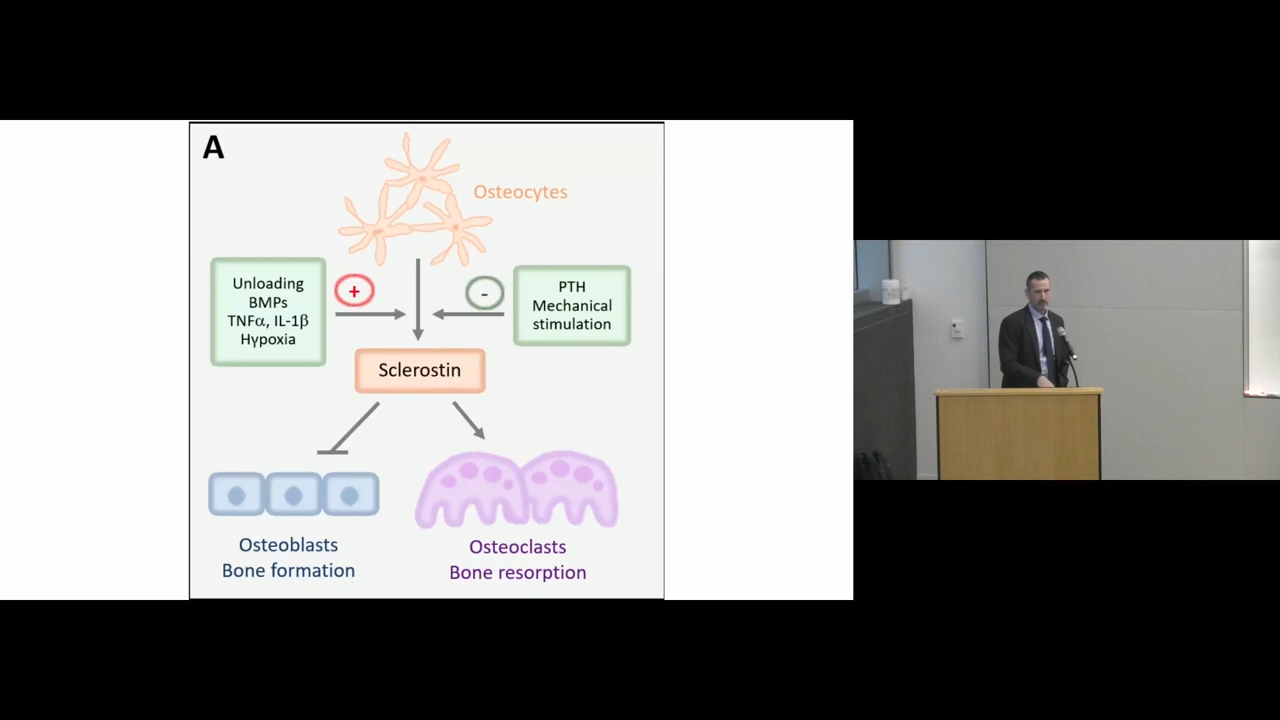 A
Osteocytes
Unloading
BMPs
TNFα, IL-1β
Hypoxia
+
-
PTH
Mechanical
stimulation
Sclerostin
Osteoblasts
Bone formation
Osteoclasts
Bone resorption